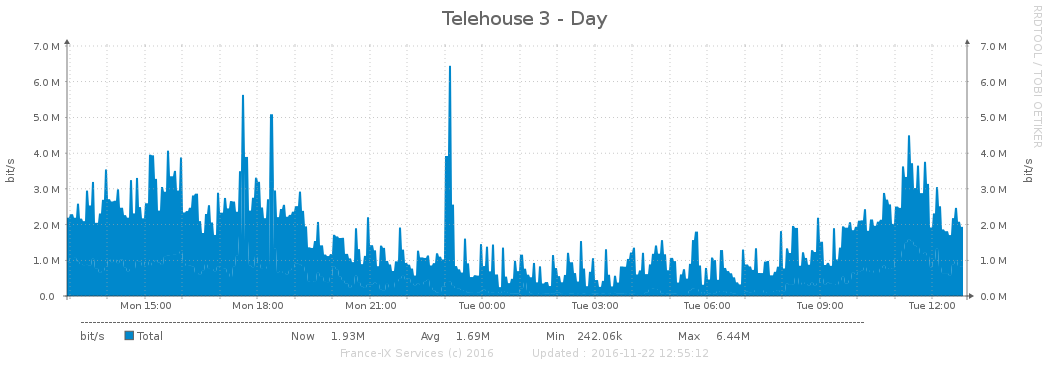 Telehouse 3 - Day
RRDTOOL / TOBI OETIKER
bit/s
bit/s
7.0 M 7.0 M
6.0 M 6.0 M
5.0 M 5.0 M
4.0 M 4.0 M
3.0 M 3.0 M
2.0 M 2.0 M
1.0 M 1.0 M
0.0 0.0 M
Mon 15:00 Mon 18:00 Mon 21:00 Tue 00:00 Tue 03:00 Tue 06:00 Tue 09:00 Tue 12:00
bit/s Total Now 1.93M Avg 1.69M Min 242.06k Max 6.44M
France-IX Services (c) 2016 Updated : 2016-11-22 12:55:12